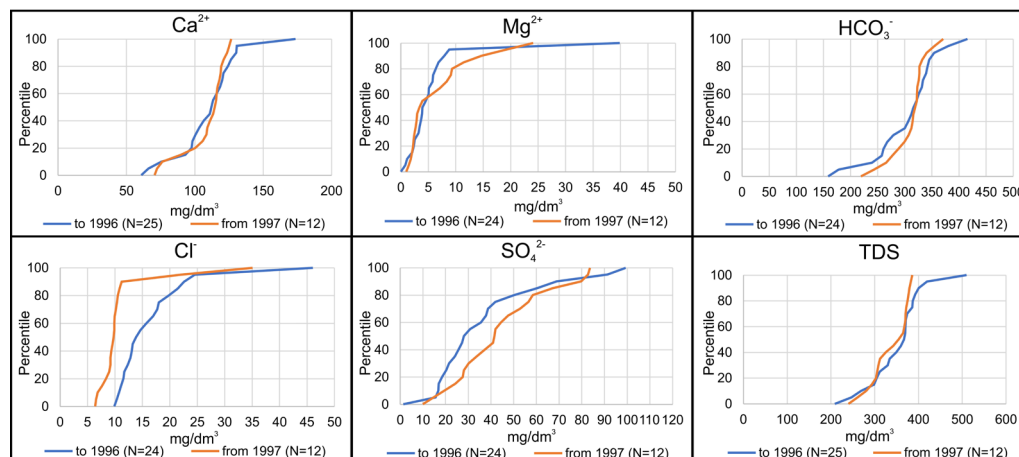 Ca²⁺
Percentile
100
80
60
40
20
0
0 50 100 150 200
mg/dm³
to 1996 (N=25) from 1997 (N=12)
Mg²⁺
Percentile
100
80
60
40
20
0
0 5 10 15 20 25 30 35 40 45 50
mg/dm³
to 1996 (N=24) from 1997 (N=12)
HCO₃⁻
Percentile
100
80
60
40
20
0
0 50 100 150 200 250 300 350 400 450 500
mg/dm³
to 1996 (N=24) from 1997 (N=12)
Cl⁻
Percentile
100
80
60
40
20
0
0 5 10 15 20 25 30 35 40 45 50
mg/dm³
to 1996 (N=24) from 1997 (N=12)
SO₄²⁻
Percentile
100
80
60
40
20
0
0 10 20 30 40 50 60 70 80 90 100 110 120
mg/dm³
to 1996 (N=24) from 1997 (N=12)
TDS
Percentile
100
80
60
40
20
0
0 100 200 300 400 500 600
mg/dm³
to 1996 (N=25) from 1997 (N=12)